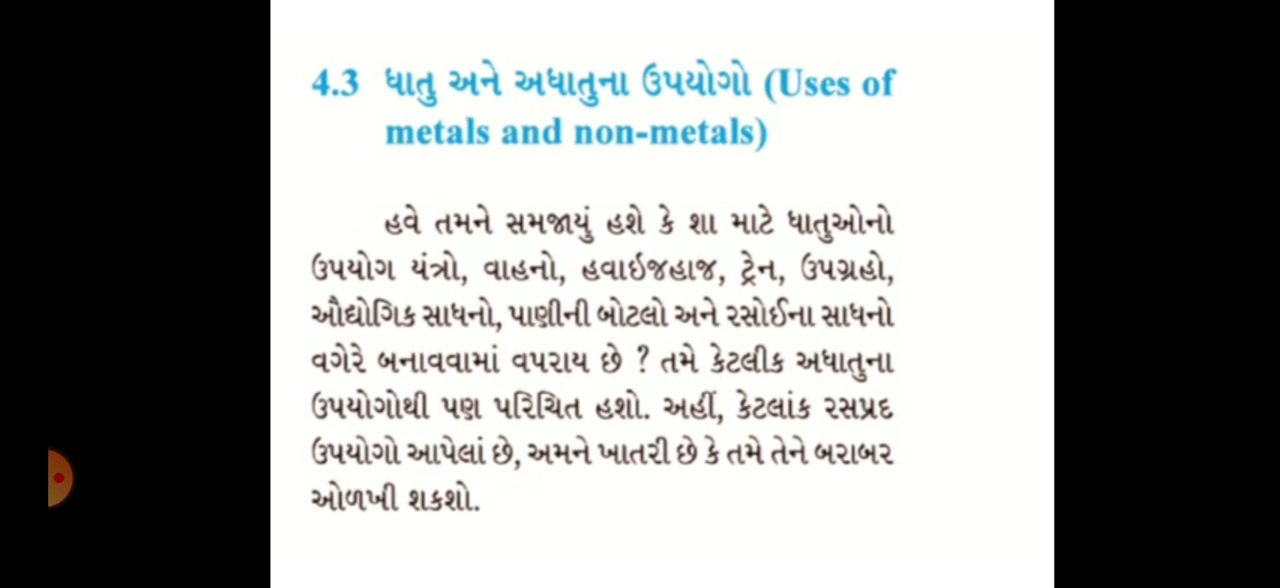 4.3 ધાતુ અને અધાતુના ઉપયોગો (Uses of
metals and non-metals)
હવે તમને સમજાયું હશે કે શા માટે ધાતુઓનો
ઉપયોગ યંત્રો, વાહનો, હવાઇજહાજ, ટ્રેન, ઉપગ્રહો,
ઔદ્યોગિક સાધનો, પાણીની બોટલો અને રસોઈના સાધનો
વગેરે બનાવવામાં વપરાય છે ? તમે કેટલીક અધાતુના
ઉપયોગોથી પણ પરિચિત હશો. અહીં, કેટલાંક રસપ્રદ
ઉપયોગો આપેલાં છે, અમને ખાતરી છે કે તમે તેને બરાબર
ઓળખી શકશો.